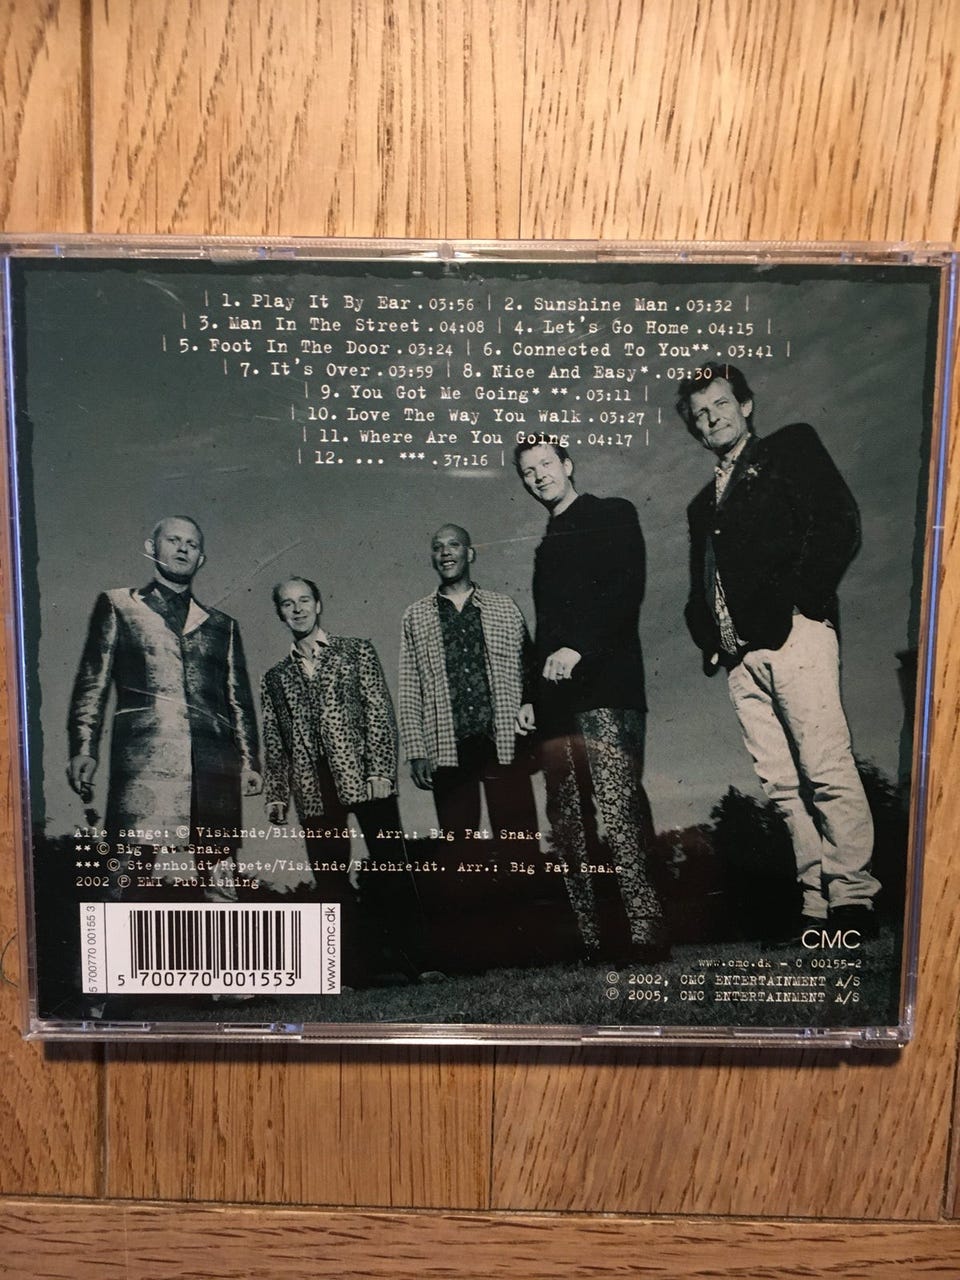 | 1. Play It By Ear . 03:56 | 2. Sunshine Man . 03:32 |
| 3. Man In The Street . 04:08 | 4. Let's Go Home . 04:15 |
| 5. Foot In The Door . 03:24 | 6. Connected To You** . 03:41 |
| 7. It's Over . 03:59 | 8. Nice And Easy* . 03:30 |
| 9. You Got Me Going* ** . 03:11 |
| 10. Love The Way You Walk . 03:27 |
| 11. Where Are You Going . 04:17 |
| 12. ... *** . 37:16 |
Alle sange: © Viskinde/Blichfeldt. Arr.: Big Fat Snake
** © Big Fat Snake
*** © Steenholdt/Repete/Viskinde/Blichfeldt. Arr.: Big Fat Snake
2002 ℗ EMI Publishing
5 700770 00155 3
5 700770 001553
www.cmc.dk
CMC
www.cmc.dk - C 00155-2
© 2002, CMC ENTERTAINMENT A/S
℗ 2005, CMC ENTERTAINMENT A/S